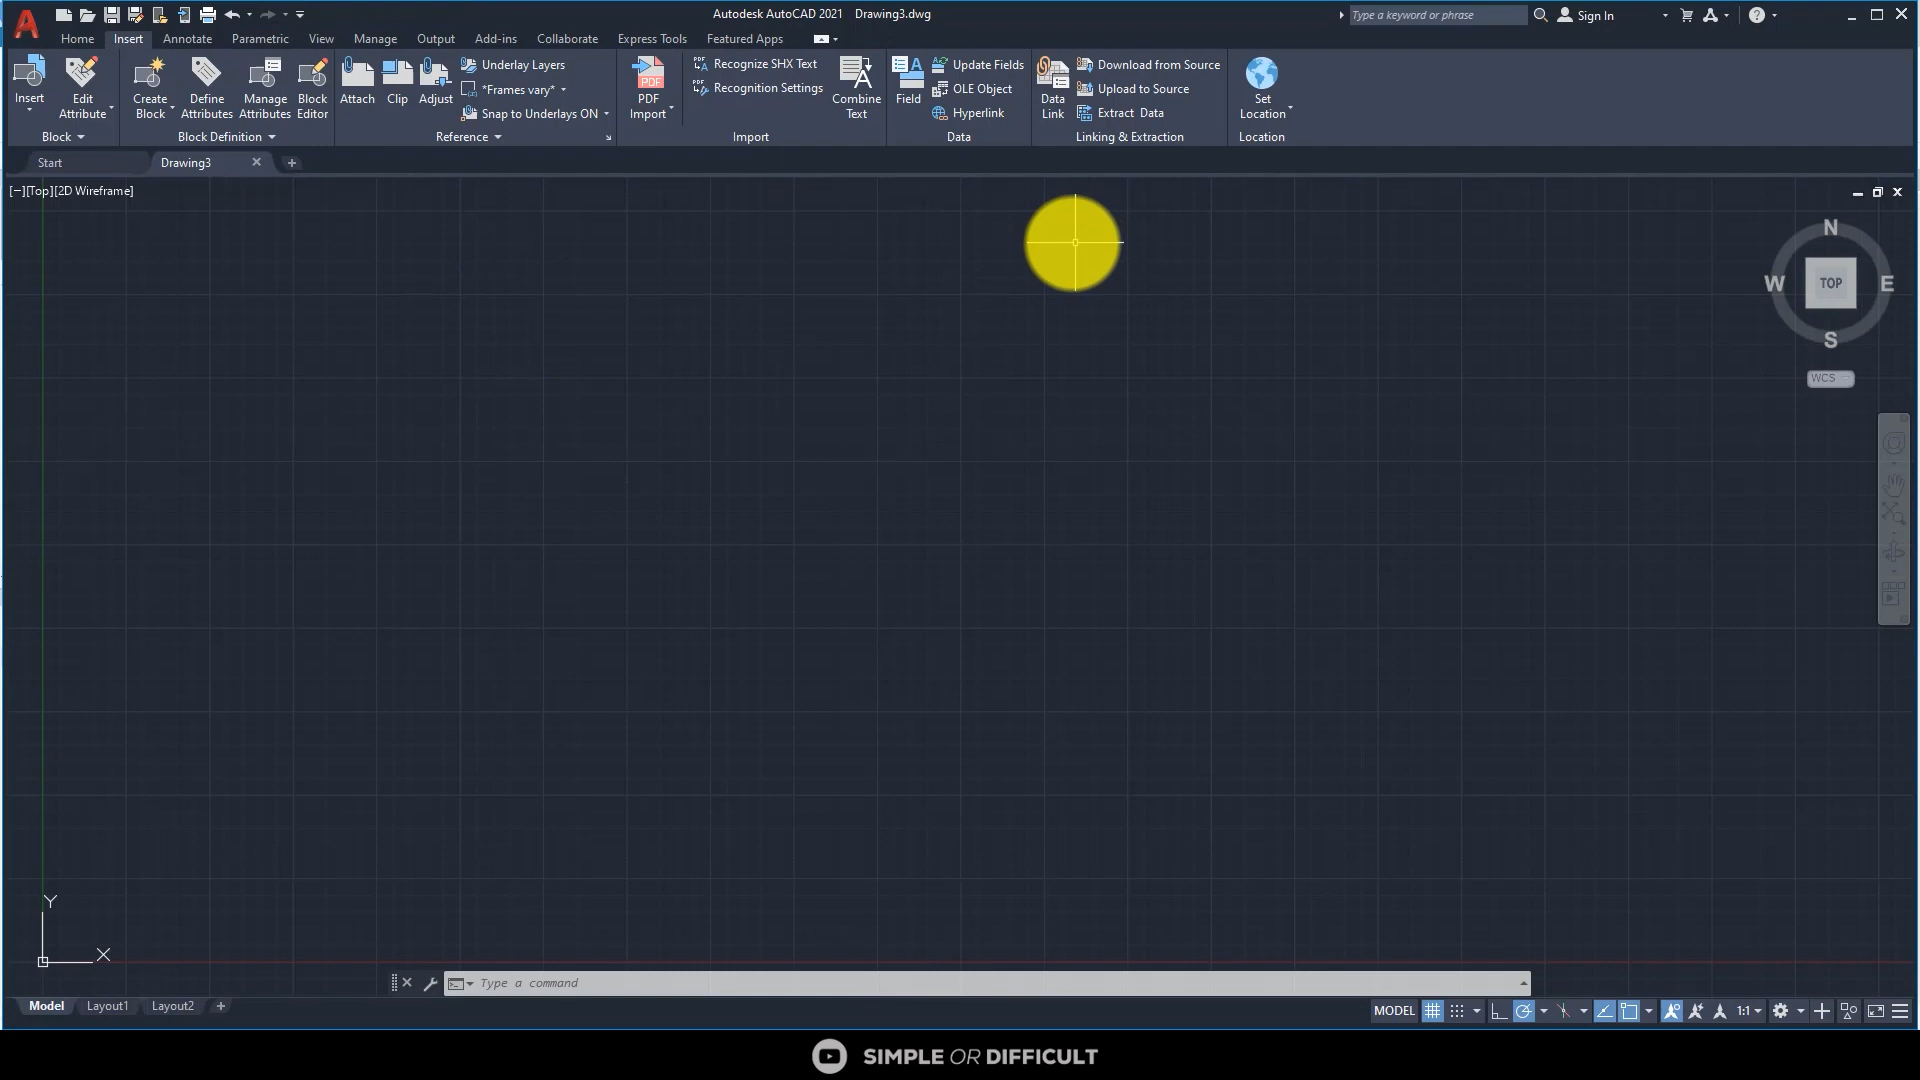 Autodesk AutoCAD 2021 Drawing3.dwg
Type a keyword or phrase
Sign In
Home Insert Annotate Parametric View Manage Output Add-ins Collaborate Express Tools Featured Apps
Insert
Edit Attribute
Block
Create Block
Define Attributes
Manage Attributes
Block Editor
Block Definition
Attach
Clip
Adjust
Underlay Layers
*Frames vary*
Snap to Underlays ON
Reference
PDF Import
Recognize SHX Text
Recognition Settings
Combine Text
Import
Field
Update Fields
OLE Object
Hyperlink
Data
Data Link
Download from Source
Upload to Source
Extract Data
Linking & Extraction
Set Location
Location
Start
Drawing3
[−][Top][2D Wireframe]
N
W
TOP
E
S
WCS
Y
X
Type a command
Model
Layout1
Layout2
MODEL
1:1
SIMPLE OR DIFFICULT